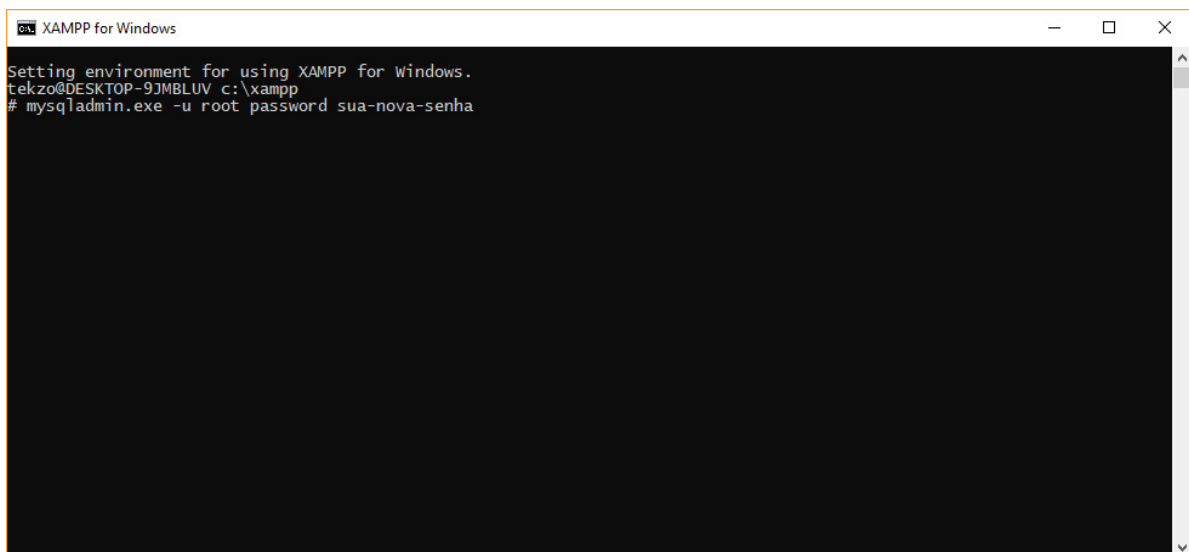 XAMPP for Windows
Setting environment for using XAMPP for Windows.
tekzo@DESKTOP-9JMBLUV c:\xampp
# mysqladmin.exe -u root password sua-nova-senha